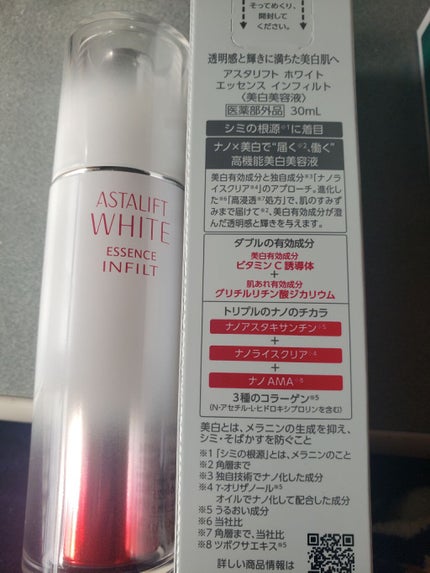 そってめくり、
開封して
ください。
透明感と輝きに満ちた美白肌へ
アスタリフト ホワイト
エッセンス インフィルト
〈美白美容液〉
医薬部外品 30mL
シミの根源※1に着目
ナノ×美白で“届く※2、働く”
高機能美白美容液
美白有効成分と独自成分※3「ナノラ
イスクリア※4」のアプローチ。進化し
た※6「高浸透※7処方」で、肌のすみず
みまで届けて※2、美白有効成分が澄
んだ透明感と輝きを与えます。
ダブルの有効成分
美白有効成分
ビタミンC誘導体
+
肌あれ有効成分
グリチルリチン酸ジカリウム
トリプルのナノのチカラ
ナノアスタキサンチン※5
+
ナノライスクリア※4
+
ナノAMA※8
3種のコラーゲン※5
(N-アセチル-L-ヒドロキシプロリンを含む)
美白とは、メラニンの生成を抑え、
シミ・そばかすを防ぐこと
※1「シミの根源」とは、メラニンのこと
※2 角層まで
※3 独自技術でナノ化した成分
※4 γ-オリザノール※5
オイルでナノ化して配合した成分
※5 うるおい成分
※6 当社比
※7 角層まで、当社比
※8 ツボクサエキス※5
詳しい商品情報は
ASTALIFT
WHITE
ESSENCE
INFILT